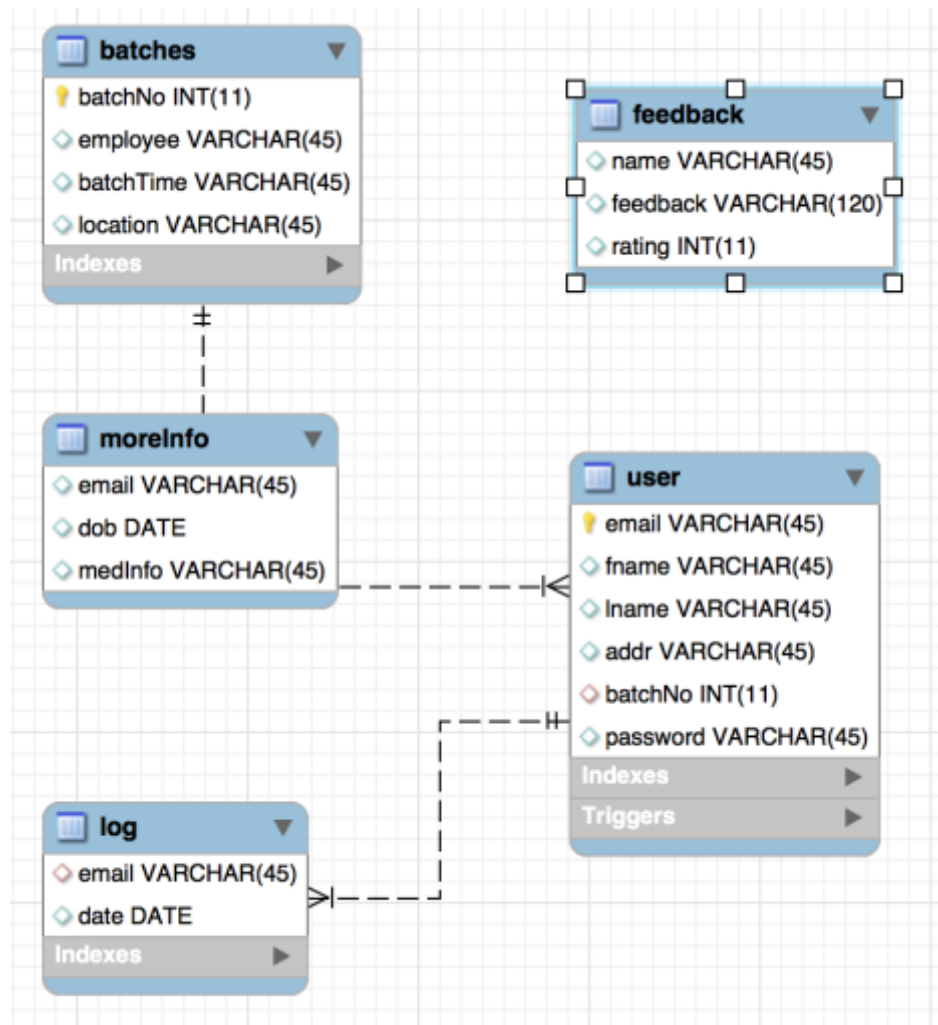 batches
batchNo INT(11)
employee VARCHAR(45)
batchTime VARCHAR(45)
location VARCHAR(45)
Indexes
feedback
name VARCHAR(45)
feedback VARCHAR(120)
rating INT(11)
moreInfo
email VARCHAR(45)
dob DATE
medInfo VARCHAR(45)
user
email VARCHAR(45)
fname VARCHAR(45)
lname VARCHAR(45)
addr VARCHAR(45)
batchNo INT(11)
password VARCHAR(45)
Indexes
Triggers
log
email VARCHAR(45)
date DATE
Indexes